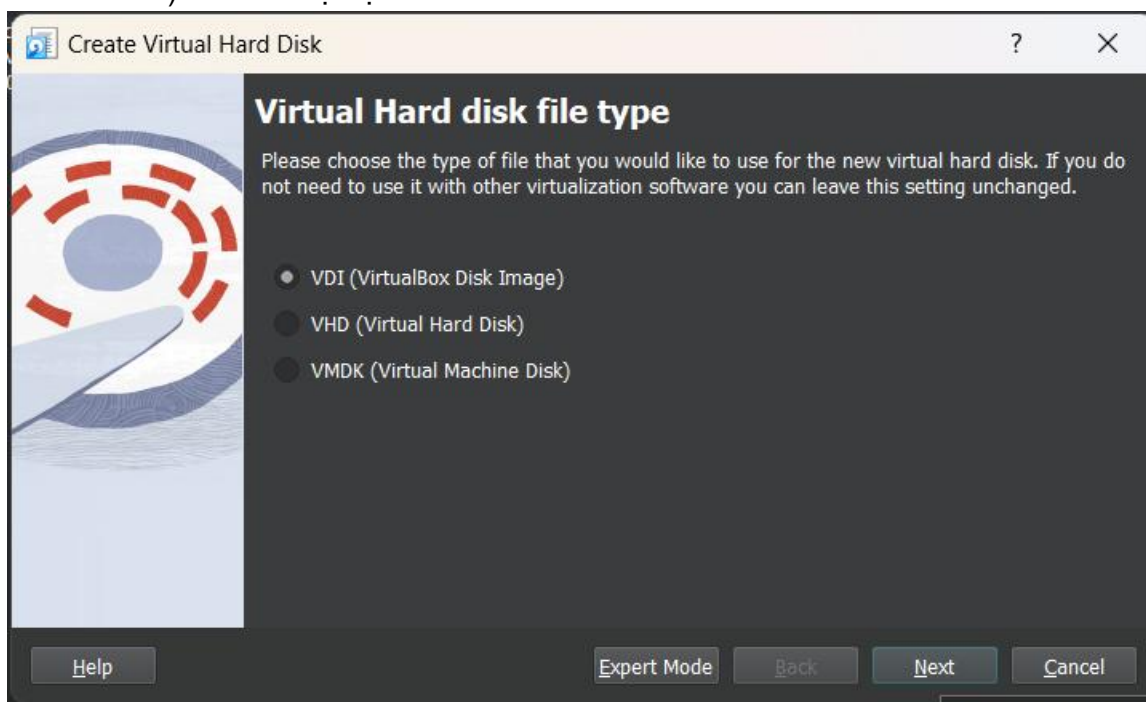 Create Virtual Hard Disk
Virtual Hard disk file type
Please choose the type of file that you would like to use for the new virtual hard disk. If you do
not need to use it with other virtualization software you can leave this setting unchanged.
VDI (VirtualBox Disk Image)
VHD (Virtual Hard Disk)
VMDK (Virtual Machine Disk)
Help Expert Mode Back Next Cancel